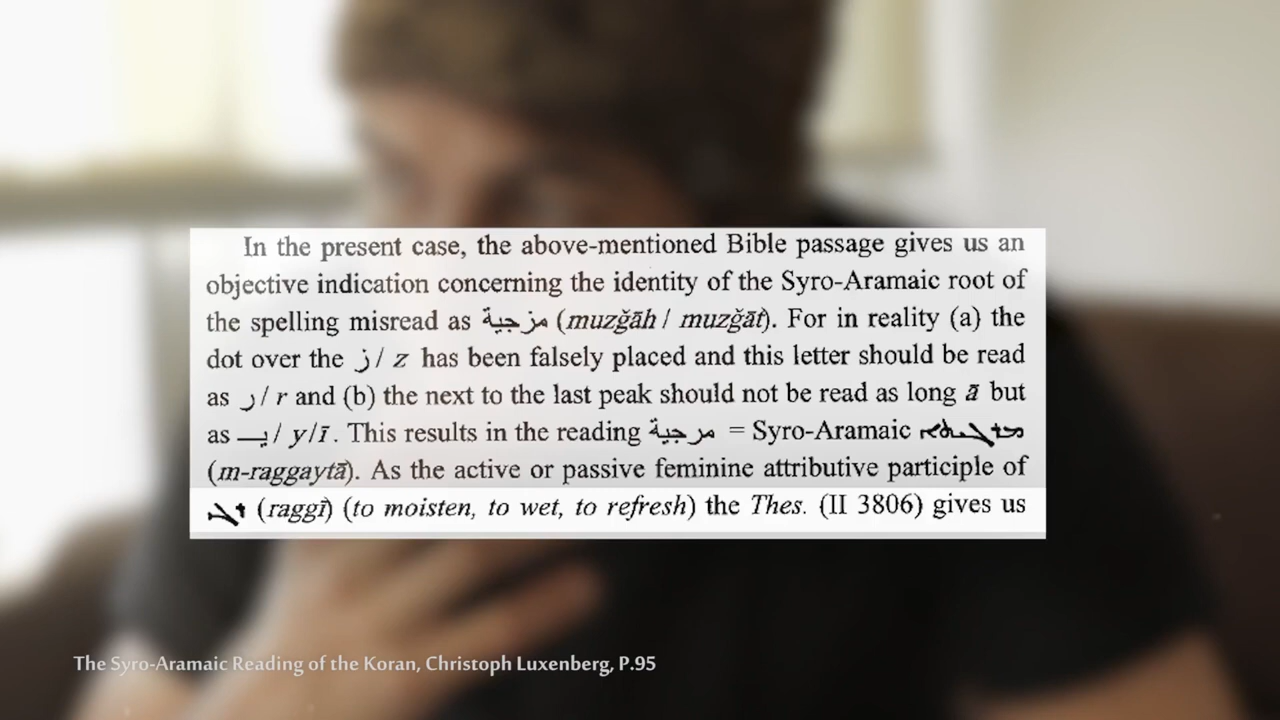 In the present case, the above-mentioned Bible passage gives us an
objective indication concerning the identity of the Syro-Aramaic root of
the spelling misread as مزجية (muzǧāh / muzǧāt). For in reality (a) the
dot over the ز / z has been falsely placed and this letter should be read
as ر / r and (b) the next to the last peak should not be read as long ā but
as ـيـ / y/ī. This results in the reading مرجية = Syro-Aramaic ܡܪܓܝܬܐ
(m-raggaytā). As the active or passive feminine attributive participle of
ܪܓܝ (raggī) (to moisten, to wet, to refresh) the Thes. (II 3806) gives us
The Syro-Aramaic Reading of the Koran, Christoph Luxenberg, P.95